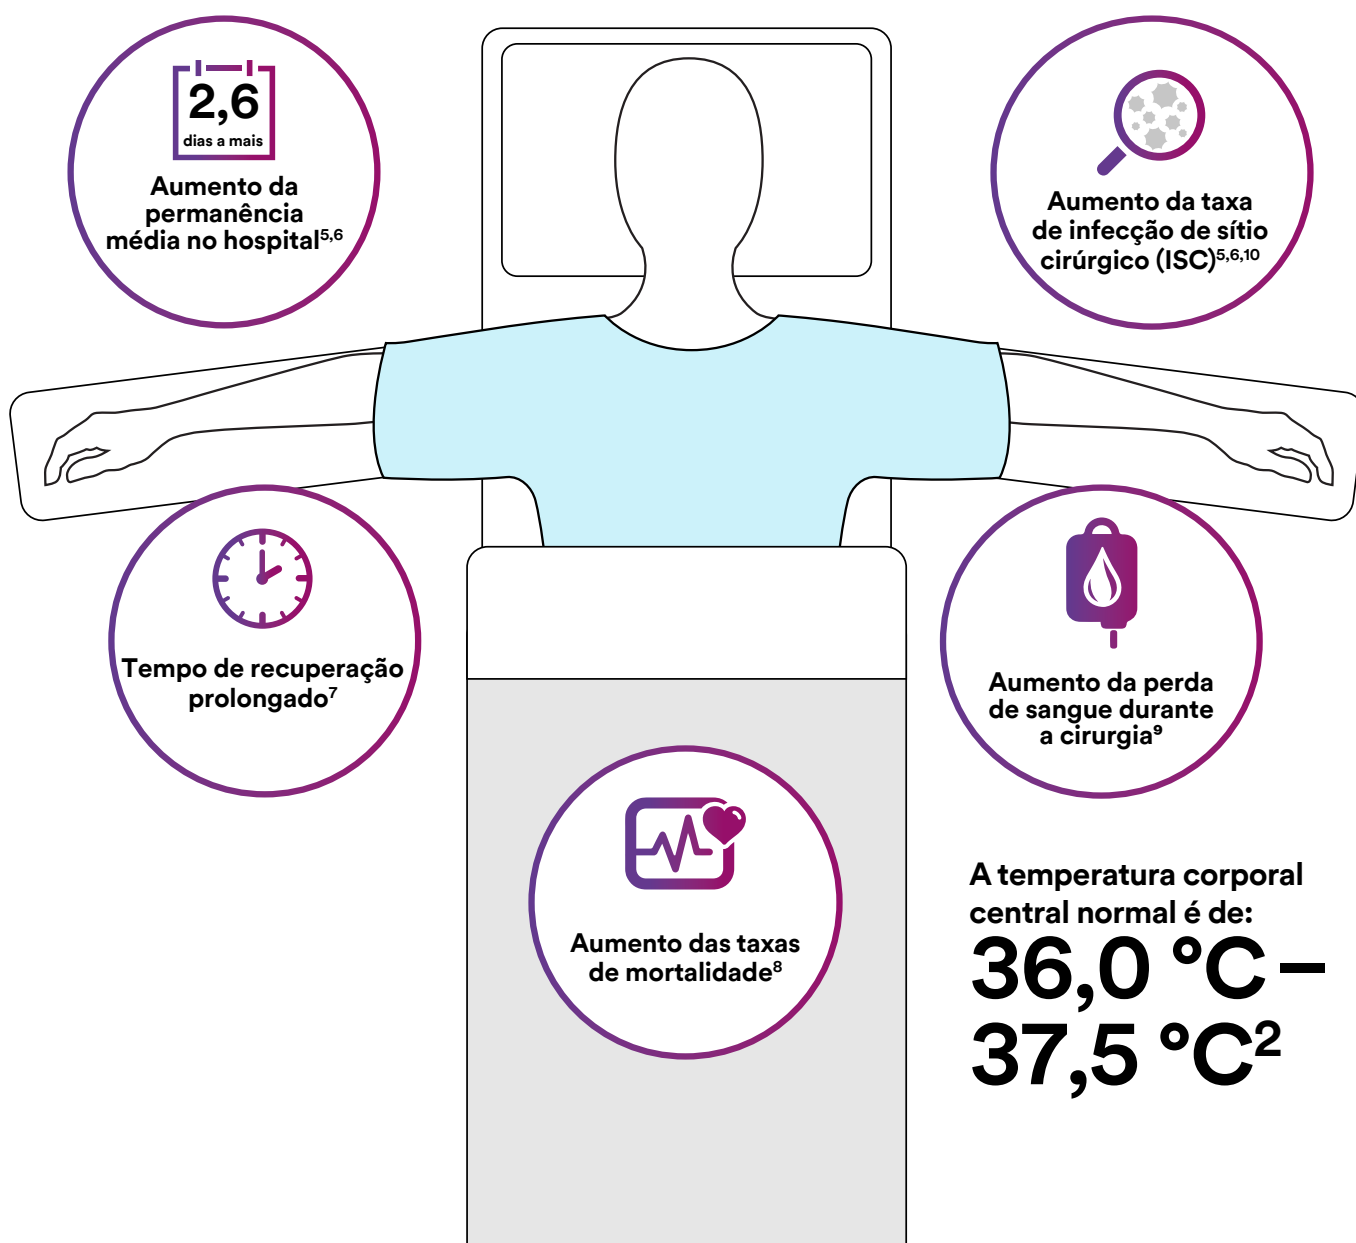 2,6
dias a mais
Aumento da
permanência
média no hospital⁵,⁶
Aumento da taxa
de infecção de sítio
cirúrgico (ISC)⁵,⁶,¹⁰
Tempo de recuperação
prolongado⁷
Aumento da perda
de sangue durante
a cirurgia⁹
Aumento das taxas
de mortalidade⁸
A temperatura corporal
central normal é de:
36,0 °C –
37,5 °C²